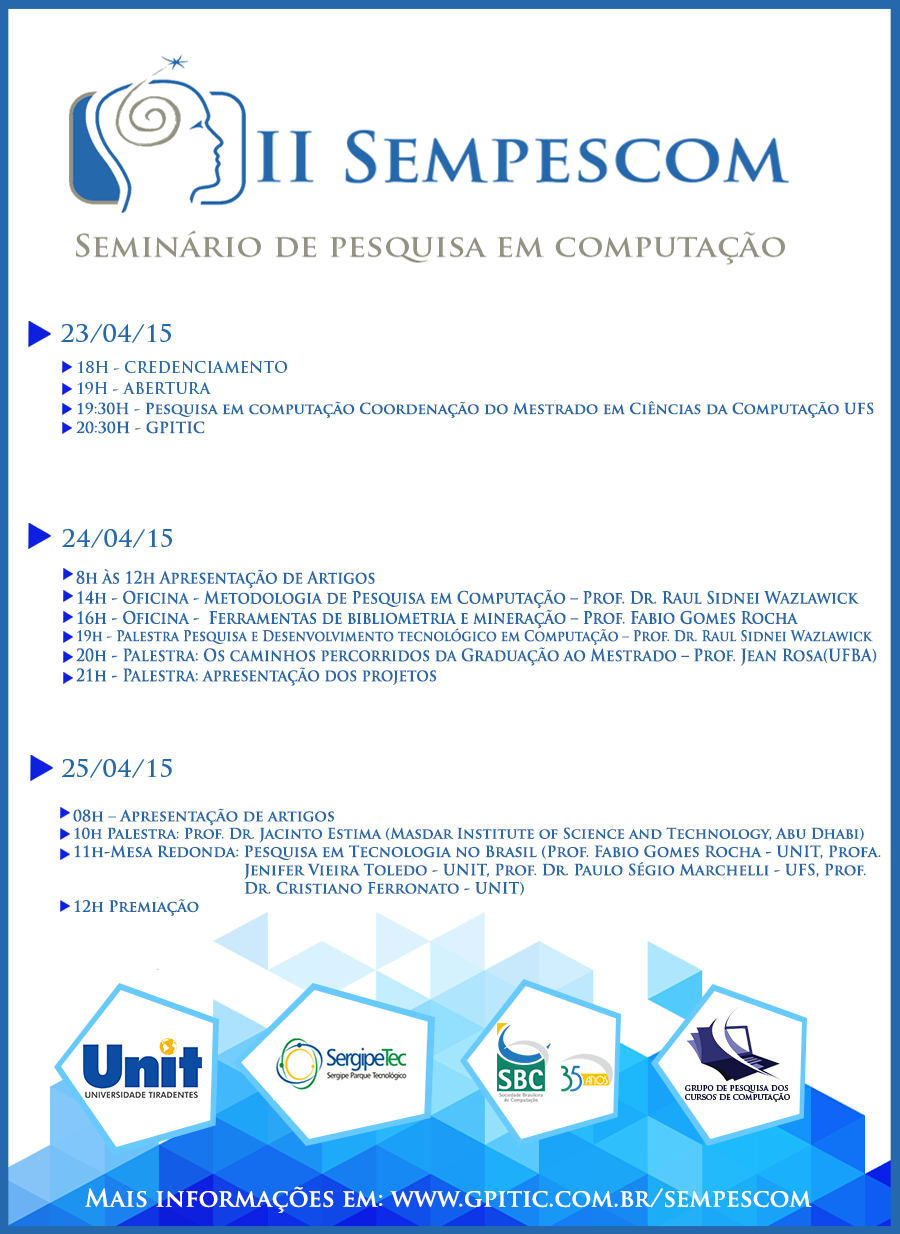 II Sempescom
Seminário de pesquisa em computação
23/04/15
18h - CREDENCIAMENTO
19h - ABERTURA
19:30h - Pesquisa em computação Coordenação do Mestrado em Ciências da Computação UFS
20:30h - GPITIC
24/04/15
8h às 12h Apresentação de Artigos
14h - Oficina - Metodologia de Pesquisa em Computação – Prof. Dr. Raul Sidnei Wazlawick
16h - Oficina - Ferramentas de bibliometria e mineração – Prof. Fabio Gomes Rocha
19h - Palestra Pesquisa e Desenvolvimento tecnológico em Computação – Prof. Dr. Raul Sidnei Wazlawick
20h - Palestra: Os caminhos percorridos da Graduação ao Mestrado – Prof. Jean Rosa(UFBA)
21h - Palestra: apresentação dos projetos
25/04/15
08h – Apresentação de artigos
10h Palestra: Prof. Dr. Jacinto Estima (Masdar Institute of Science and Technology, Abu Dhabi)
11h-Mesa Redonda: Pesquisa em Tecnologia no Brasil (Prof. Fabio Gomes Rocha - UNIT, Profa.
Jenifer Vieira Toledo - UNIT, Prof. Dr. Paulo Ségio Marchelli - UFS, Prof.
Dr. Cristiano Ferronato - UNIT)
12h Premiação
Unit
UNIVERSIDADE TIRADENTES
SergipeTec
Sergipe Parque Tecnológico
SBC
Sociedade Brasileira
de Computação
35 ANOS
Grupo de Pesquisa dos
Cursos de Computação
Mais informações em: www.gpitic.com.br/sempescom